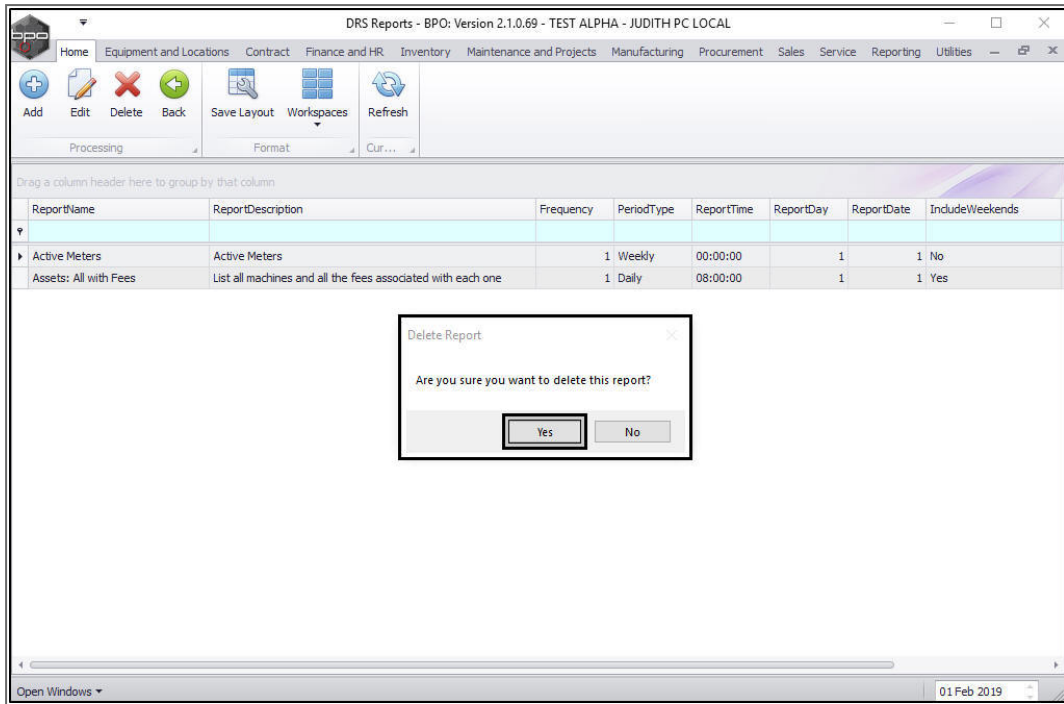 DRS Reports - BPO: Version 2.1.0.69 - TEST ALPHA - JUDITH PC LOCAL
bpo
Home Equipment and Locations Contract Finance and HR Inventory Maintenance and Projects Manufacturing Procurement Sales Service Reporting Utilities
Add Edit Delete Back Save Layout Workspaces Refresh
Processing Format Cur...
Drag a column header here to group by that column
ReportName ReportDescription Frequency PeriodType ReportTime ReportDay ReportDate IncludeWeekends
Active Meters Active Meters 1 Weekly 00:00:00 1 1 No
Assets: All with Fees List all machines and all the fees associated with each one 1 Daily 08:00:00 1 1 Yes
Delete Report
Are you sure you want to delete this report?
Yes No
Open Windows 01 Feb 2019